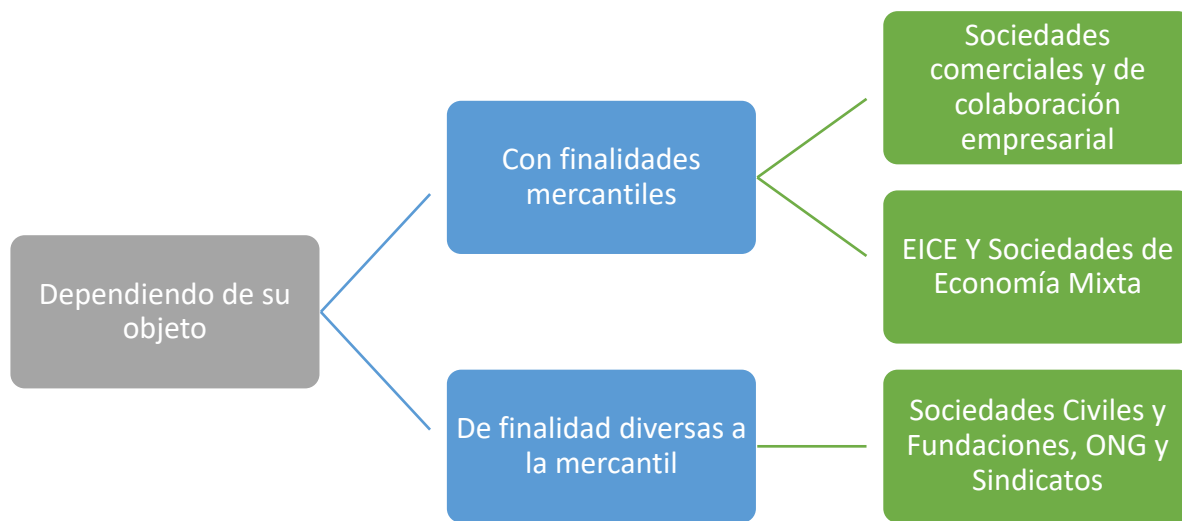 Dependiendo de su
objeto
Con finalidades
mercantiles
Sociedades
comerciales y de
colaboración
empresarial
EICE Y Sociedades de
Economía Mixta
De finalidad diversas a
la mercantil
Sociedades Civiles y
Fundaciones, ONG y
Sindicatos